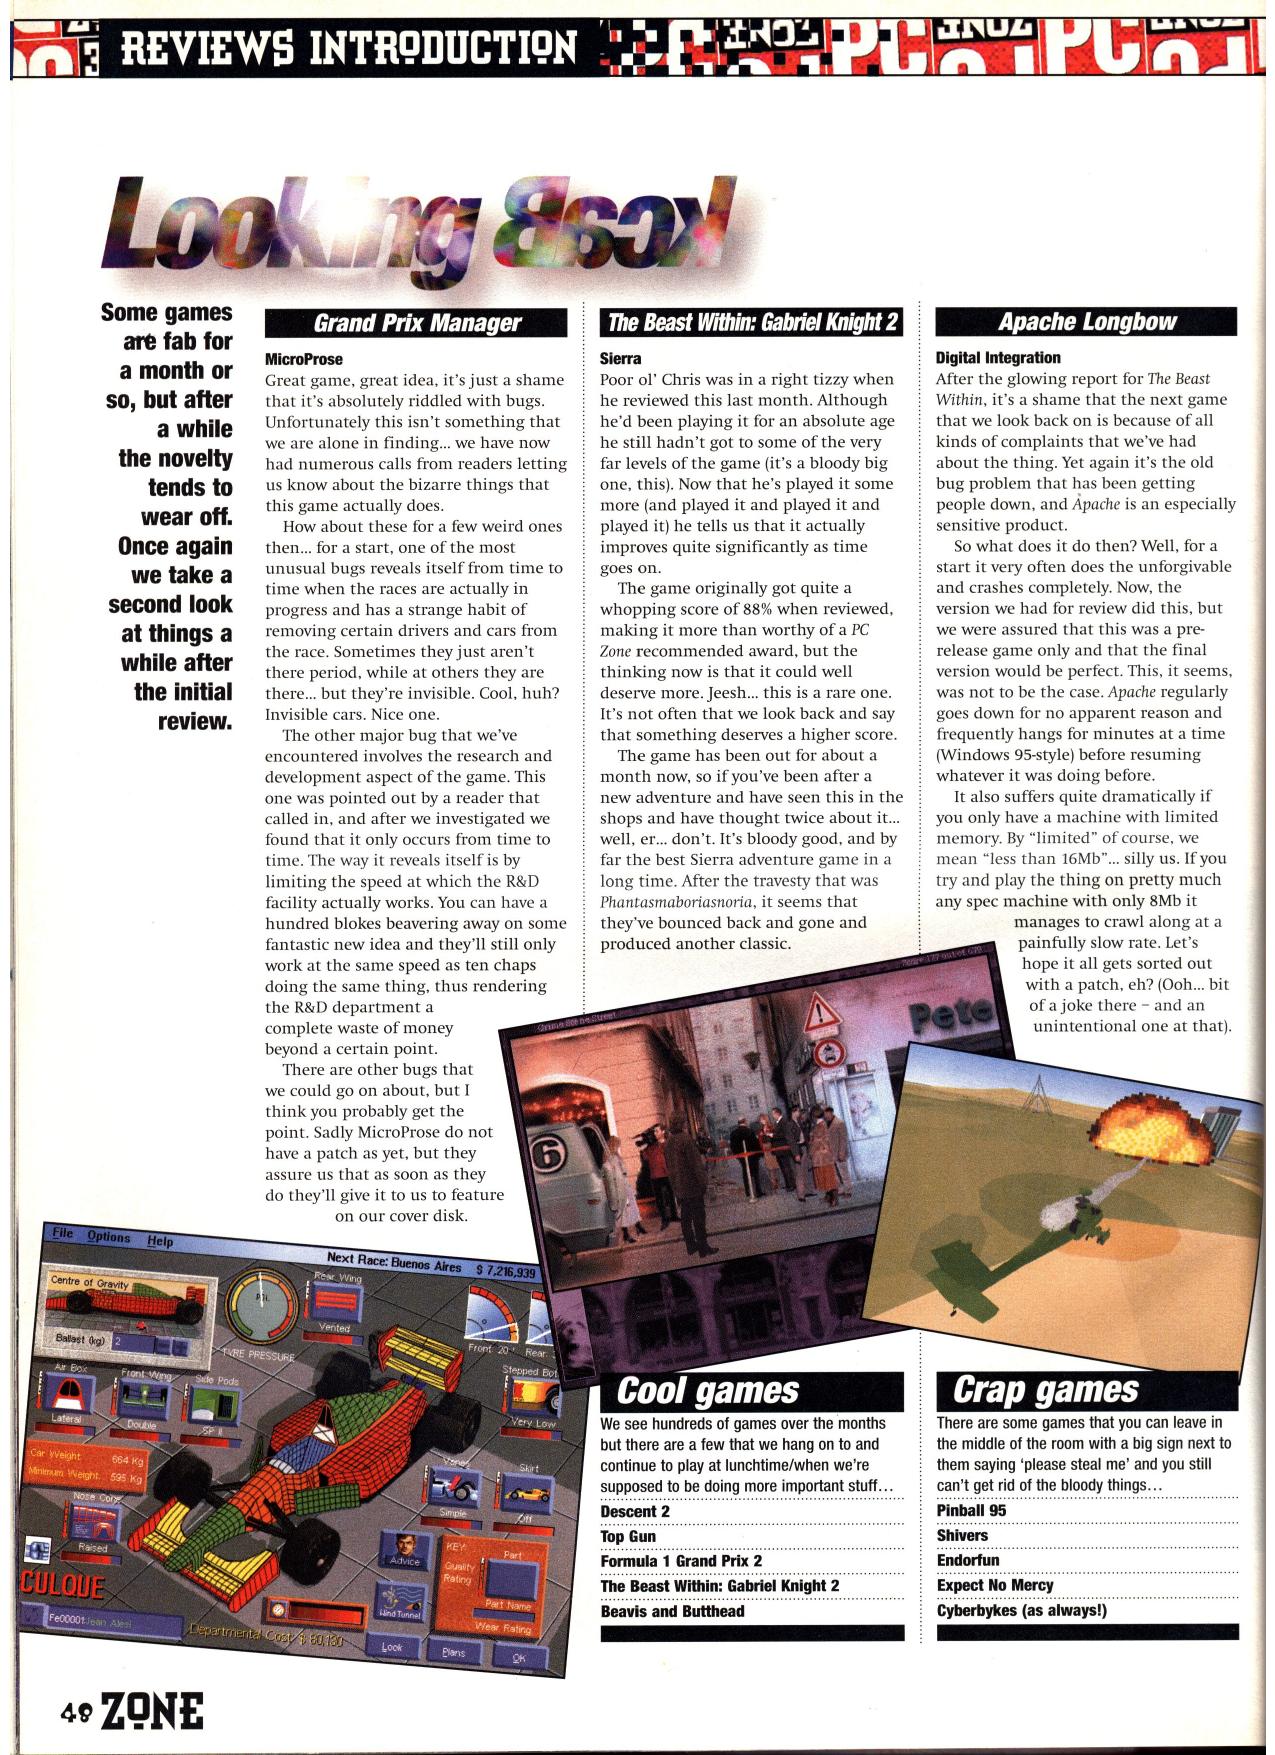 REVIEWS INTRODUCTION
Looking Back
Some games
are fab for
a month or
so, but after
a while
the novelty
tends to
wear off.
Once again
we take a
second look
at things a
while after
the initial
review.
Grand Prix Manager
MicroProse
Great game, great idea, it's just a shame
that it's absolutely riddled with bugs.
Unfortunately this isn't something that
we are alone in finding... we have now
had numerous calls from readers letting
us know about the bizarre things that
this game actually does.
How about these for a few weird ones
then... for a start, one of the most
unusual bugs reveals itself from time to
time when the races are actually in
progress and has a strange habit of
removing certain drivers and cars from
the race. Sometimes they just aren't
there period, while at others they are
there... but they're invisible. Cool, huh?
Invisible cars. Nice one.
The other major bug that we've
encountered involves the research and
development aspect of the game. This
one was pointed out by a reader that
called in, and after we investigated we
found that it only occurs from time to
time. The way it reveals itself is by
limiting the speed at which the R&D
facility actually works. You can have a
hundred blokes beavering away on some
fantastic new idea and they'll still only
work at the same speed as ten chaps
doing the same thing, thus rendering
the R&D department a
complete waste of money
beyond a certain point.
There are other bugs that
we could go on about, but I
think you probably get the
point. Sadly MicroProse do not
have a patch as yet, but they
assure us that as soon as they
do they'll give it to us to feature
on our cover disk.
The Beast Within: Gabriel Knight 2
Sierra
Poor ol' Chris was in a right tizzy when
he reviewed this last month. Although
he'd been playing it for an absolute age
he still hadn't got to some of the very
far levels of the game (it's a bloody big
one, this). Now that he's played it some
more (and played it and played it and
played it) he tells us that it actually
improves quite significantly as time
goes on.
The game originally got quite a
whopping score of 88% when reviewed,
making it more than worthy of a PC
Zone recommended award, but the
thinking now is that it could well
deserve more. Jeesh... this is a rare one.
It's not often that we look back and say
that something deserves a higher score.
The game has been out for about a
month now, so if you've been after a
new adventure and have seen this in the
shops and have thought twice about it...
well, er... don't. It's bloody good, and by
far the best Sierra adventure game in a
long time. After the travesty that was
Phantasmaboriasnoria, it seems that
they've bounced back and gone and
produced another classic.
Apache Longbow
Digital Integration
After the glowing report for The Beast
Within, it's a shame that the next game
that we look back on is because of all
kinds of complaints that we've had
about the thing. Yet again it's the old
bug problem that has been getting
people down, and Apache is an especially
sensitive product.
So what does it do then? Well, for a
start it very often does the unforgivable
and crashes completely. Now, the
version we had for review did this, but
we were assured that this was a pre-
release game only and that the final
version would be perfect. This, it seems,
was not to be the case. Apache regularly
goes down for no apparent reason and
frequently hangs for minutes at a time
(Windows 95-style) before resuming
whatever it was doing before.
It also suffers quite dramatically if
you only have a machine with limited
memory. By “limited” of course, we
mean “less than 16Mb”... silly us. If you
try and play the thing on pretty much
any spec machine with only 8Mb it
manages to crawl along at a
painfully slow rate. Let's
hope it all gets sorted out
with a patch, eh? (Ooh... bit
of a joke there – and an
unintentional one at that).
Crime Scene Street
Pete
6
File Options Help
Next Race: Buenos Aires $ 7,216,939
Centre of Gravity
Ballast (kg) 2
TYRE PRESSURE
Rear Wing
Vented
Front 20
Rear
Air Box
Lateral
Front Wing
Double
Side Pods
SP II
Stepped Bot
Very Low
Car Weight 664 Kg
Minimum Weight 595 Kg
Nose Cone
Raised
Vanes
Simple
Skirt
Off
Advice
Wind Tunnel
KEY:
Quality
Rating
Part
Part Name
Wear Rating
CULQUE
Fe00001 Jean Alesi
Departmental Cost: $ 80,130
Look
Plans
OK
Cool games
We see hundreds of games over the months
but there are a few that we hang on to and
continue to play at lunchtime/when we're
supposed to be doing more important stuff...
Descent 2
Top Gun
Formula 1 Grand Prix 2
The Beast Within: Gabriel Knight 2
Beavis and Butthead
Crap games
There are some games that you can leave in
the middle of the room with a big sign next to
them saying ‘please steal me’ and you still
can't get rid of the bloody things...
Pinball 95
Shivers
Endorfun
Expect No Mercy
Cyberbykes (as always!)
48 ZONE